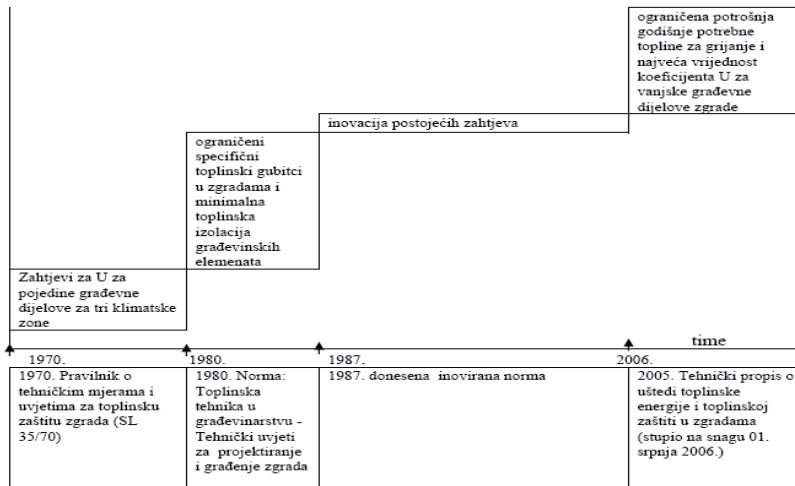 ograničena potrošnja
godišnje potrebne
topline za grijanje i
najveća vrijednost
koeficijenta U za
vanjske građevne
dijelove zgrade
inovacija postojećih zahtjeva
ograničeni
specifični
toplinski gubitci
u zgradama i
minimalna
toplinska
izolacija
građevinskih
elemenata
Zahtjevi za U za
pojedine građevne
dijelove za tri klimatske
zone
time
1970.
1980.
1987.
2006.
1970. Pravilnik o
tehničkim mjerama i
uvjetima za toplinsku
zaštitu zgrada (SL
35/70)
1980. Norma:
Toplinska
tehnika u
građevinarstvu -
Tehnički uvjeti
za projektiranje
i građenje zgrada
1987. donesena inovirana norma
2005. Tehnički propis o
uštedi toplinske
energije i toplinskoj
zaštiti u zgradama
(stupio na snagu 01.
srpnja 2006.)